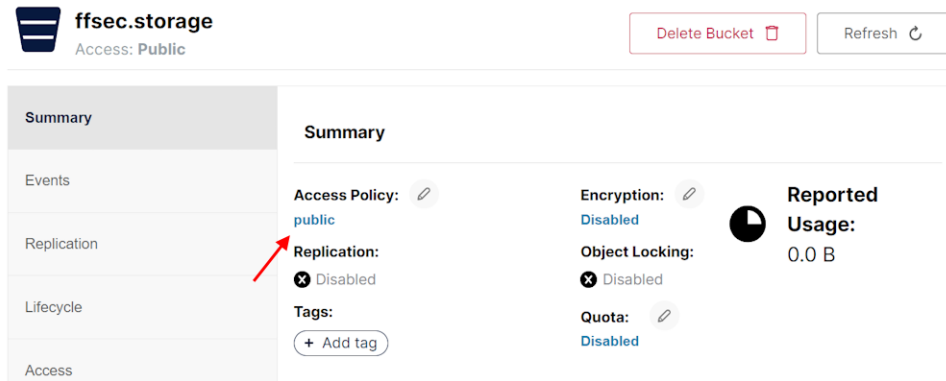 ffsec.storage
Access: Public
Delete Bucket
Refresh
Summary
Events
Replication
Lifecycle
Access
Summary
Access Policy:
public
Replication:
Disabled
Tags:
+ Add tag
Encryption:
Disabled
Object Locking:
Disabled
Quota:
Disabled
Reported
Usage:
0.0 B